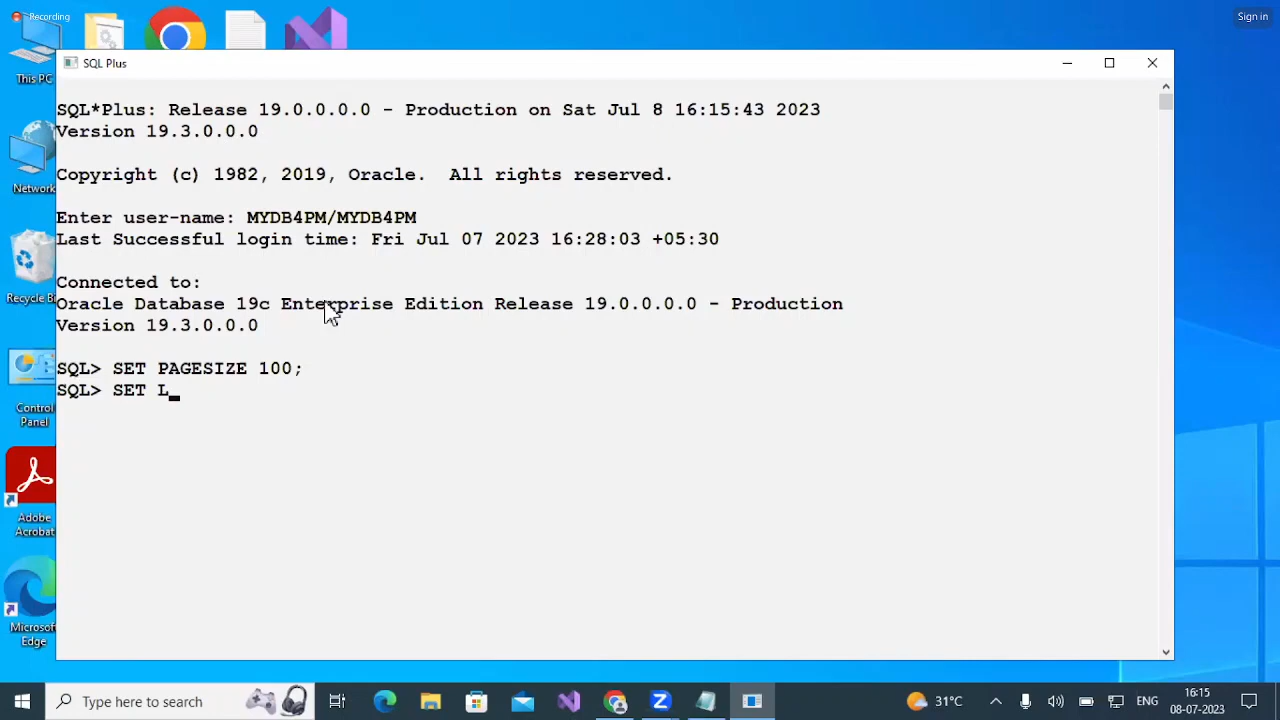 Recording
Sign in
This PC
Network
Recycle Bi
Control
Panel
Adobe
Acrobat
Microsoft
Edge
SQL Plus
SQL*Plus: Release 19.0.0.0.0 - Production on Sat Jul 8 16:15:43 2023
Version 19.3.0.0.0
Copyright (c) 1982, 2019, Oracle.  All rights reserved.
Enter user-name: MYDB4PM/MYDB4PM
Last Successful login time: Fri Jul 07 2023 16:28:03 +05:30
Connected to:
Oracle Database 19c Enterprise Edition Release 19.0.0.0.0 - Production
Version 19.3.0.0.0
SQL> SET PAGESIZE 100;
SQL> SET L_
Type here to search
31°C
ENG
16:15
08-07-2023